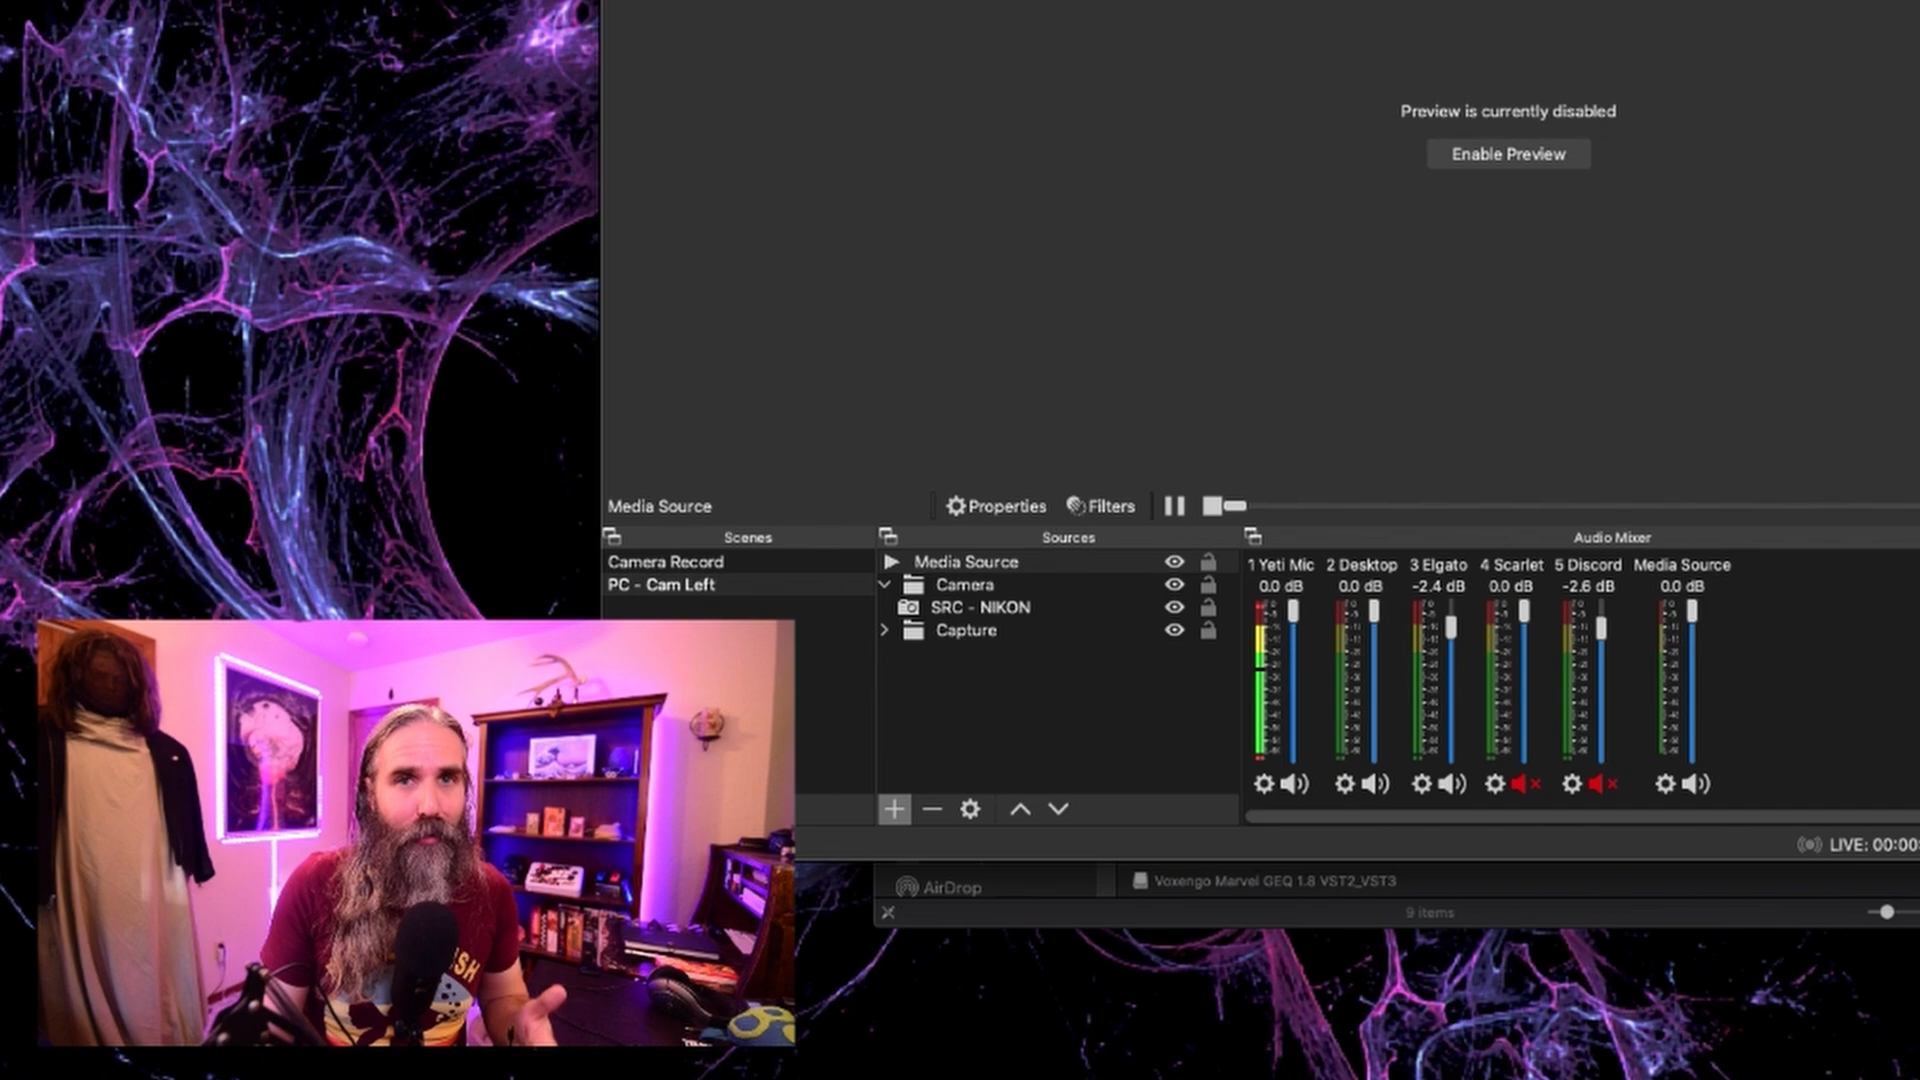 Preview is currently disabled
Enable Preview
Media Source
Properties
Filters
Scenes
Sources
Audio Mixer
Camera Record
PC - Cam Left
Media Source
Camera
SRC - NIKON
Capture
1 Yeti Mic 2 Desktop 3 Elgato 4 Scarlet 5 Discord Media Source
0.0 dB 0.0 dB -2.4 dB 0.0 dB -2.6 dB 0.0 dB
LIVE: 00:00
AirDrop
Voxengo Marvel GEQ 1.8 VST2_VST3
9 items